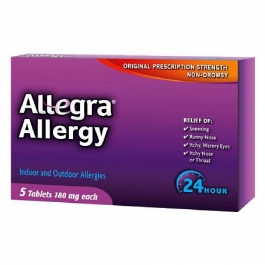 ORIGINAL PRESCRIPTION STRENGTH
NON-DROWSY
Allegra®
Allergy
RELIEF OF:
Sneezing
Runny Nose
Itchy, Watery Eyes
Itchy Nose
or Throat
Indoor and Outdoor Allergies
5 Tablets 180 mg each
24 HOUR